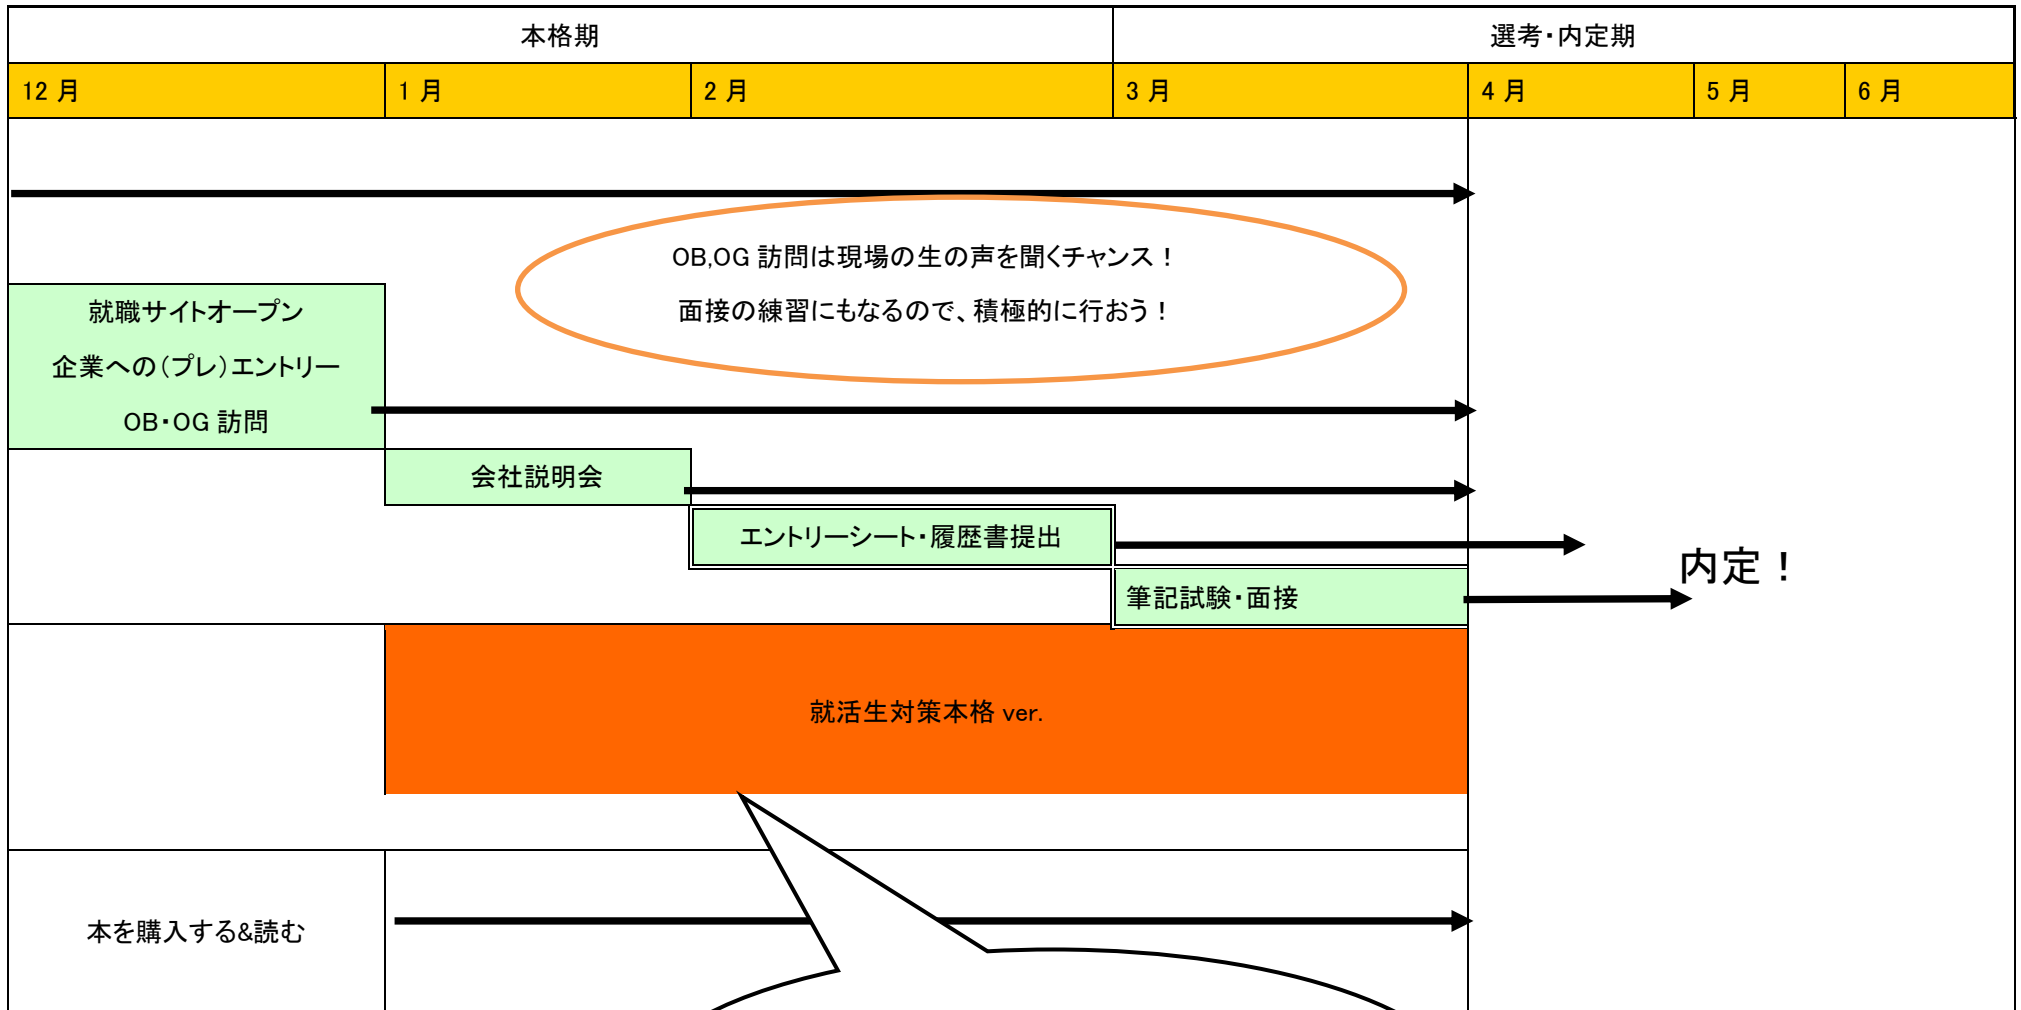 本格期
選考・内定期
12 月
1 月
2 月
3 月
4 月
5 月
6 月
OB,OG 訪問は現場の生の声を聞くチャンス！
面接の練習にもなるので、積極的に行おう！
就職サイトオープン
企業への（プレ）エントリー
OB・OG 訪問
会社説明会
エントリーシート・履歴書提出
内定！
筆記試験・面接
就活生対策本格 ver.
本を購入する&読む